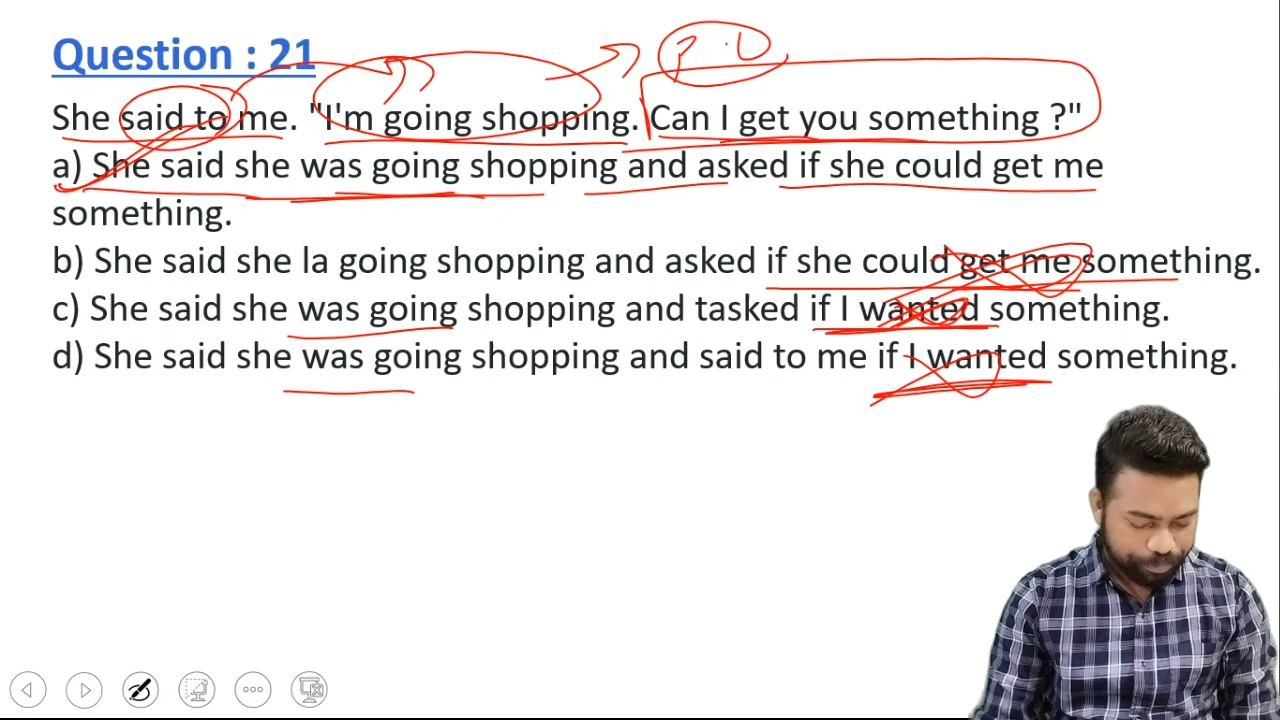 Question : 21
She said to me. "I'm going shopping. Can I get you something ?"
a) She said she was going shopping and asked if she could get me
something.
b) She said she la going shopping and asked if she could get me something.
c) She said she was going shopping and tasked if I wanted something.
d) She said she was going shopping and said to me if I wanted something.